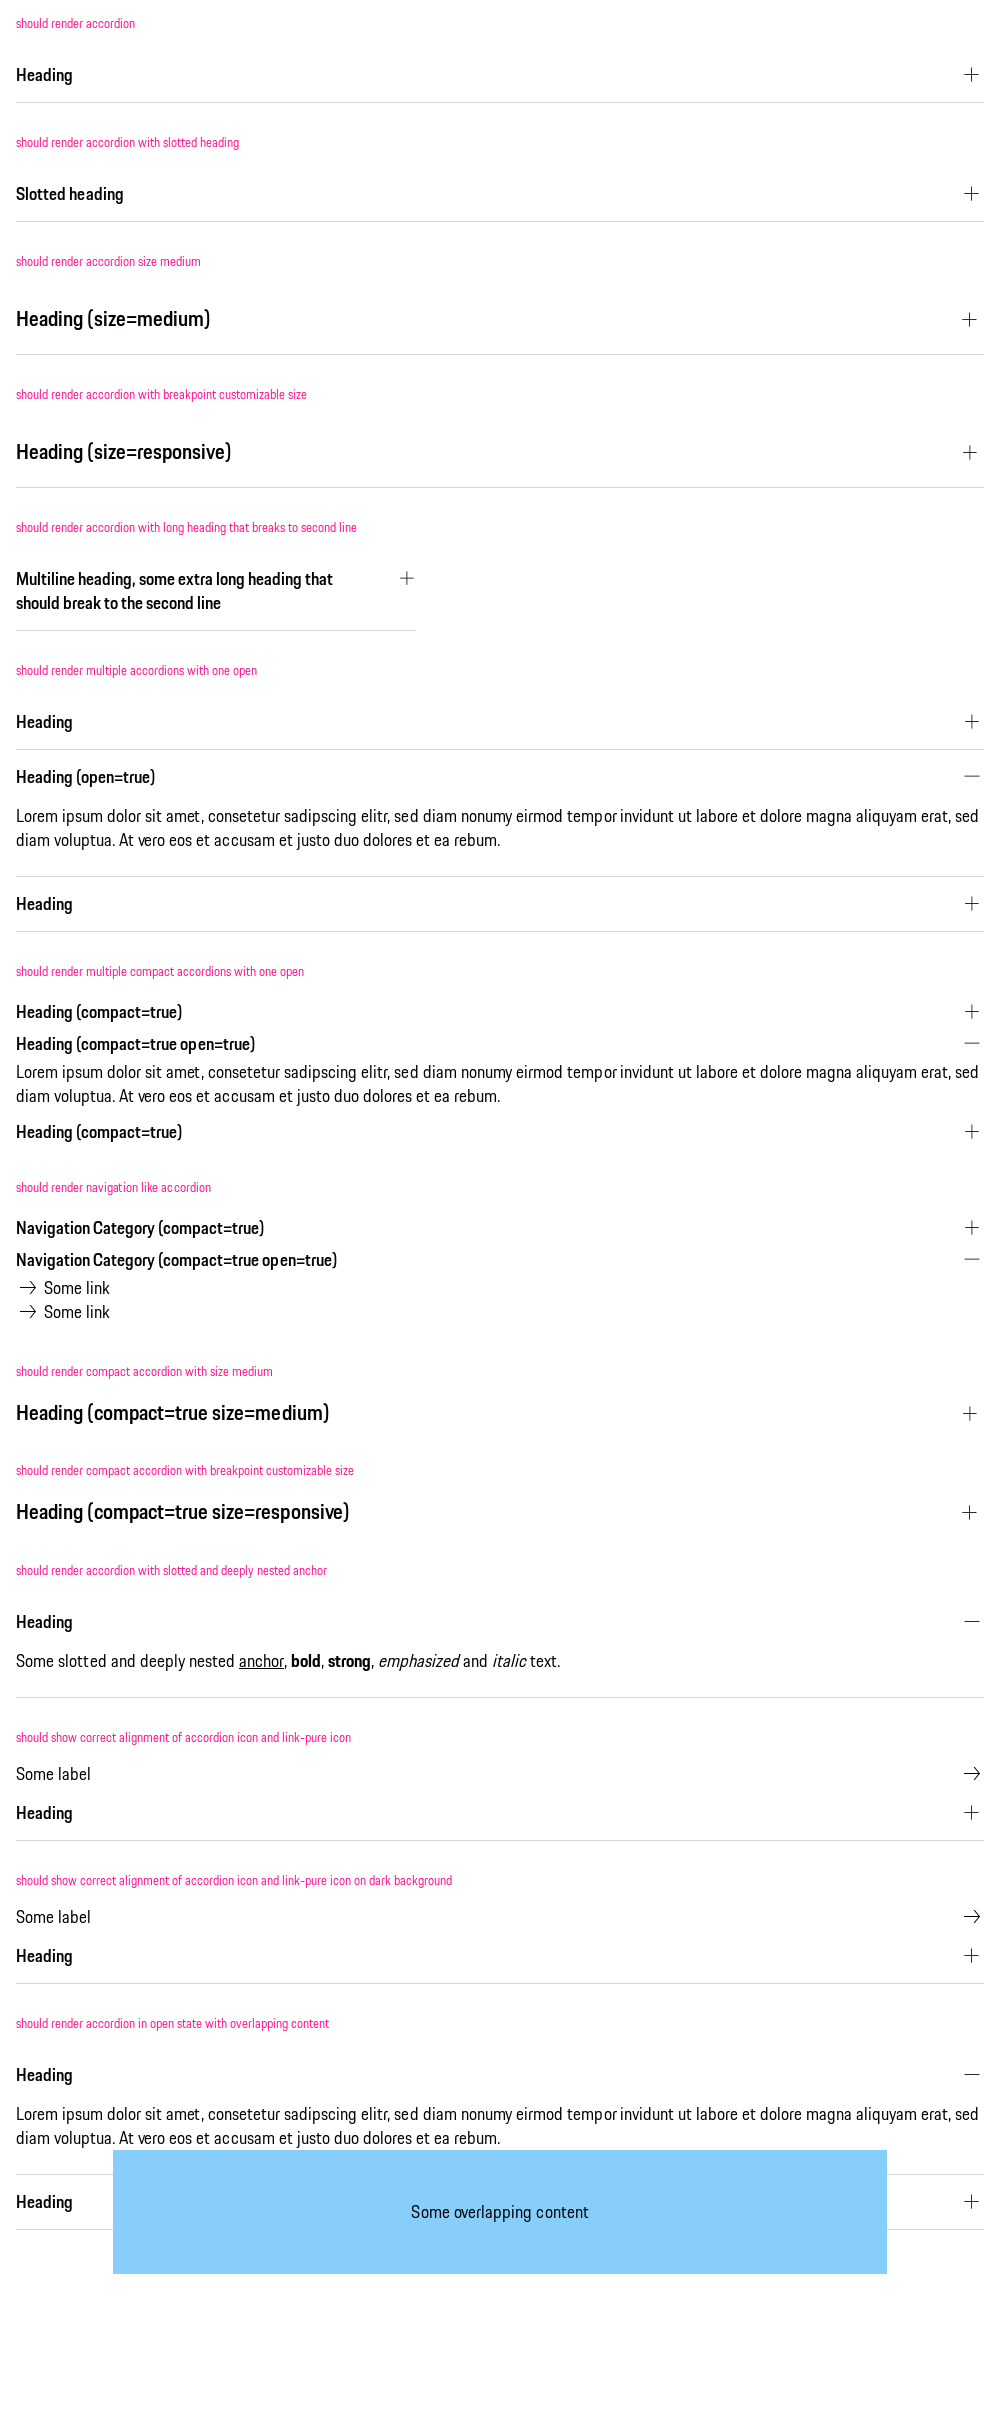 should render accordion
Heading
should render accordion with slotted heading
Slotted heading
should render accordion size medium
Heading (size=medium)
should render accordion with breakpoint customizable size
Heading (size=responsive)
should render accordion with long heading that breaks to second line
Multiline heading, some extra long heading that
should break to the second line
should render multiple accordions with one open
Heading
Heading (open=true)
Lorem ipsum dolor sit amet, consetetur sadipscing elitr, sed diam nonumy eirmod tempor invidunt ut labore et dolore magna aliquyam erat, sed
diam voluptua. At vero eos et accusam et justo duo dolores et ea rebum.
Heading
should render multiple compact accordions with one open
Heading (compact=true)
Heading (compact=true open=true)
Lorem ipsum dolor sit amet, consetetur sadipscing elitr, sed diam nonumy eirmod tempor invidunt ut labore et dolore magna aliquyam erat, sed
diam voluptua. At vero eos et accusam et justo duo dolores et ea rebum.
Heading (compact=true)
should render navigation like accordion
Navigation Category (compact=true)
Navigation Category (compact=true open=true)
Some link
Some link
should render compact accordion with size medium
Heading (compact=true size=medium)
should render compact accordion with breakpoint customizable size
Heading (compact=true size=responsive)
should render accordion with slotted and deeply nested anchor
Heading
Some slotted and deeply nested anchor, bold, strong, emphasized and italic text.
should show correct alignment of accordion icon and link-pure icon
Some label
Heading
should show correct alignment of accordion icon and link-pure icon on dark background
Some label
Heading
should render accordion in open state with overlapping content
Heading
Lorem ipsum dolor sit amet, consetetur sadipscing elitr, sed diam nonumy eirmod tempor invidunt ut labore et dolore magna aliquyam erat, sed
diam voluptua. At vero eos et accusam et justo duo dolores et ea rebum.
Heading
Some overlapping content